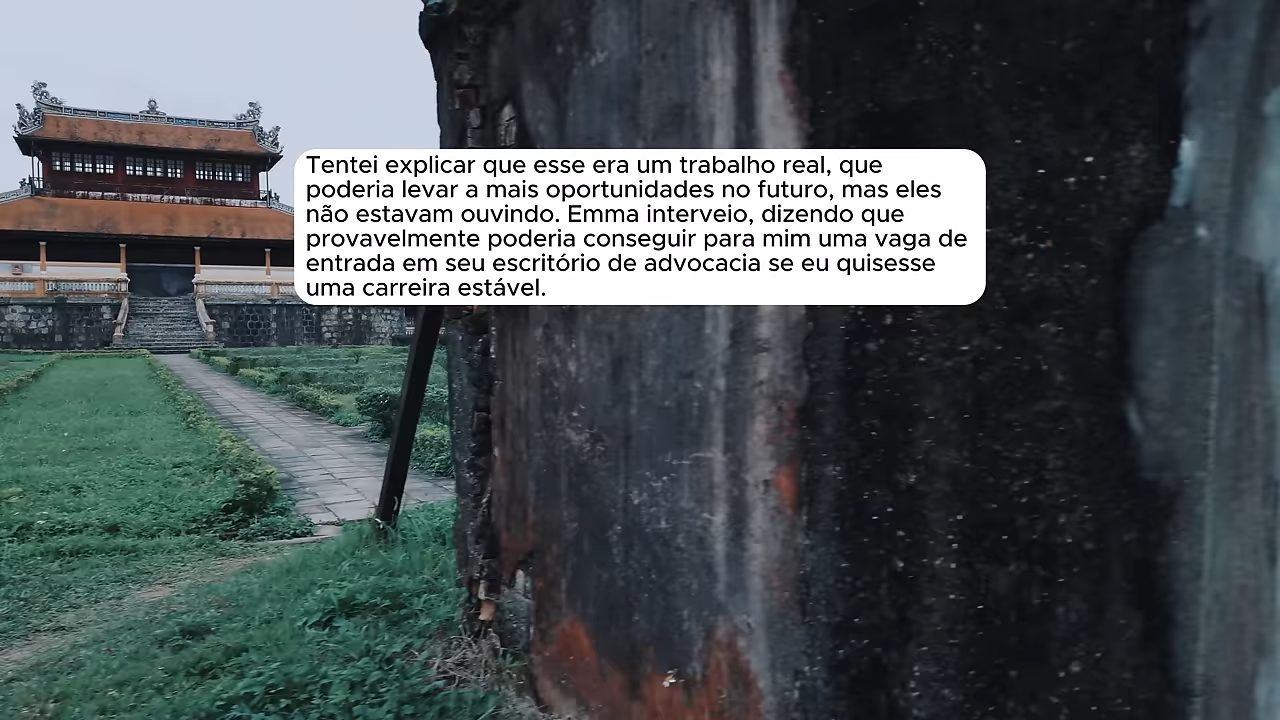 Tentei explicar que esse era um trabalho real, que
poderia levar a mais oportunidades no futuro, mas eles
não estavam ouvindo. Emma interveio, dizendo que
provavelmente poderia conseguir para mim uma vaga de
entrada em seu escritório de advocacia se eu quisesse
uma carreira estável.